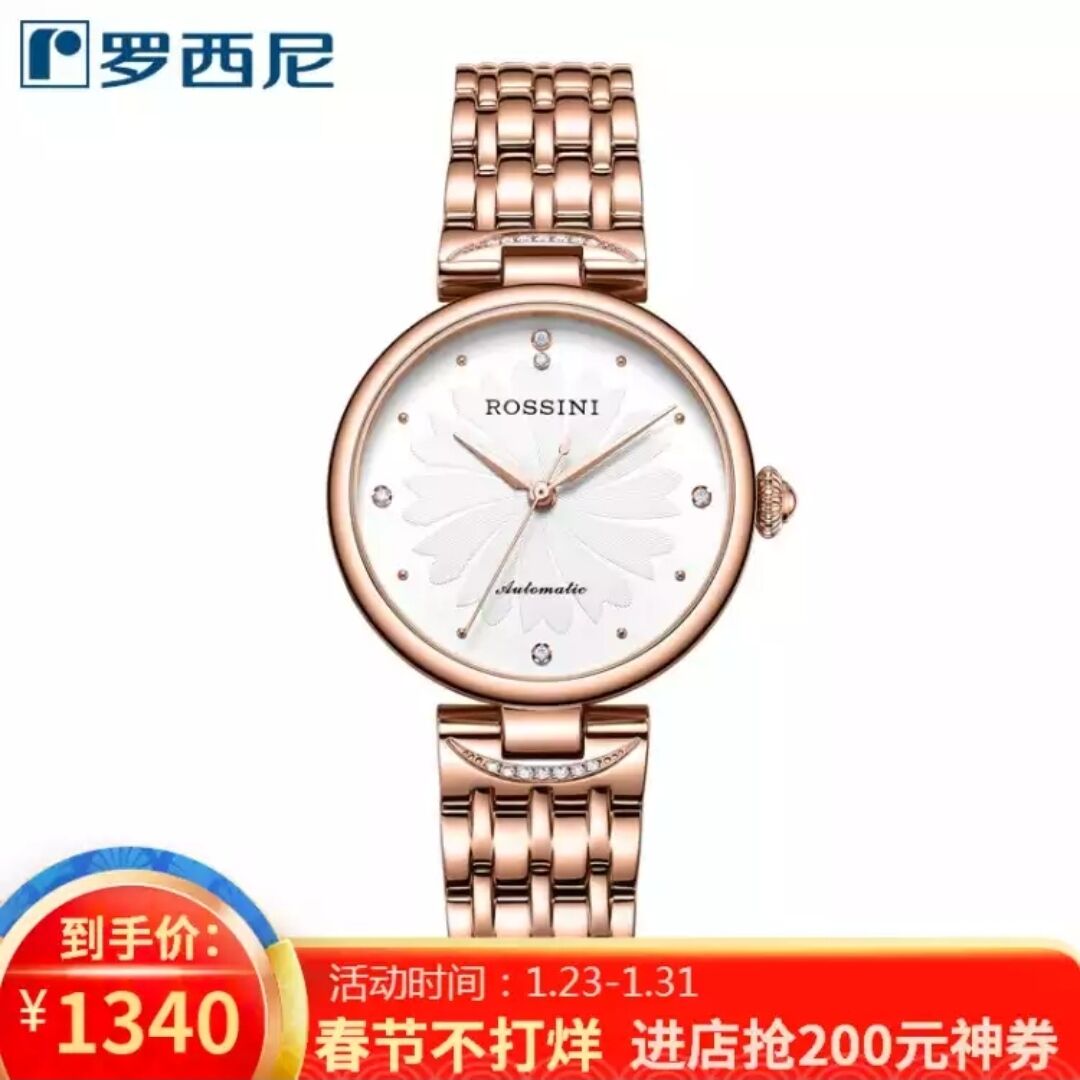 罗西尼
ROSSINI
Automatic
到手价:
¥1340
活动时间：1.23-1.31
春节不打烊 进店抢200元神券